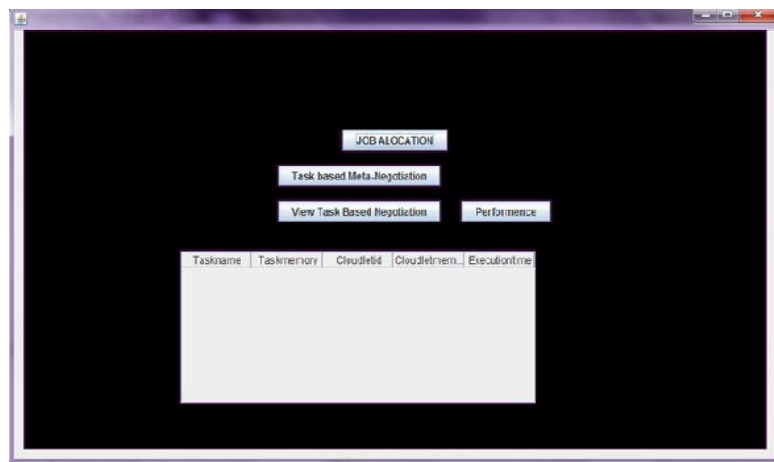 JOB ALOCATION
Task based Meta-Negotiation
View Task Based Negotiation Performence
Taskname Taskmemory Cloudletid Cloudletmem... Executiontime